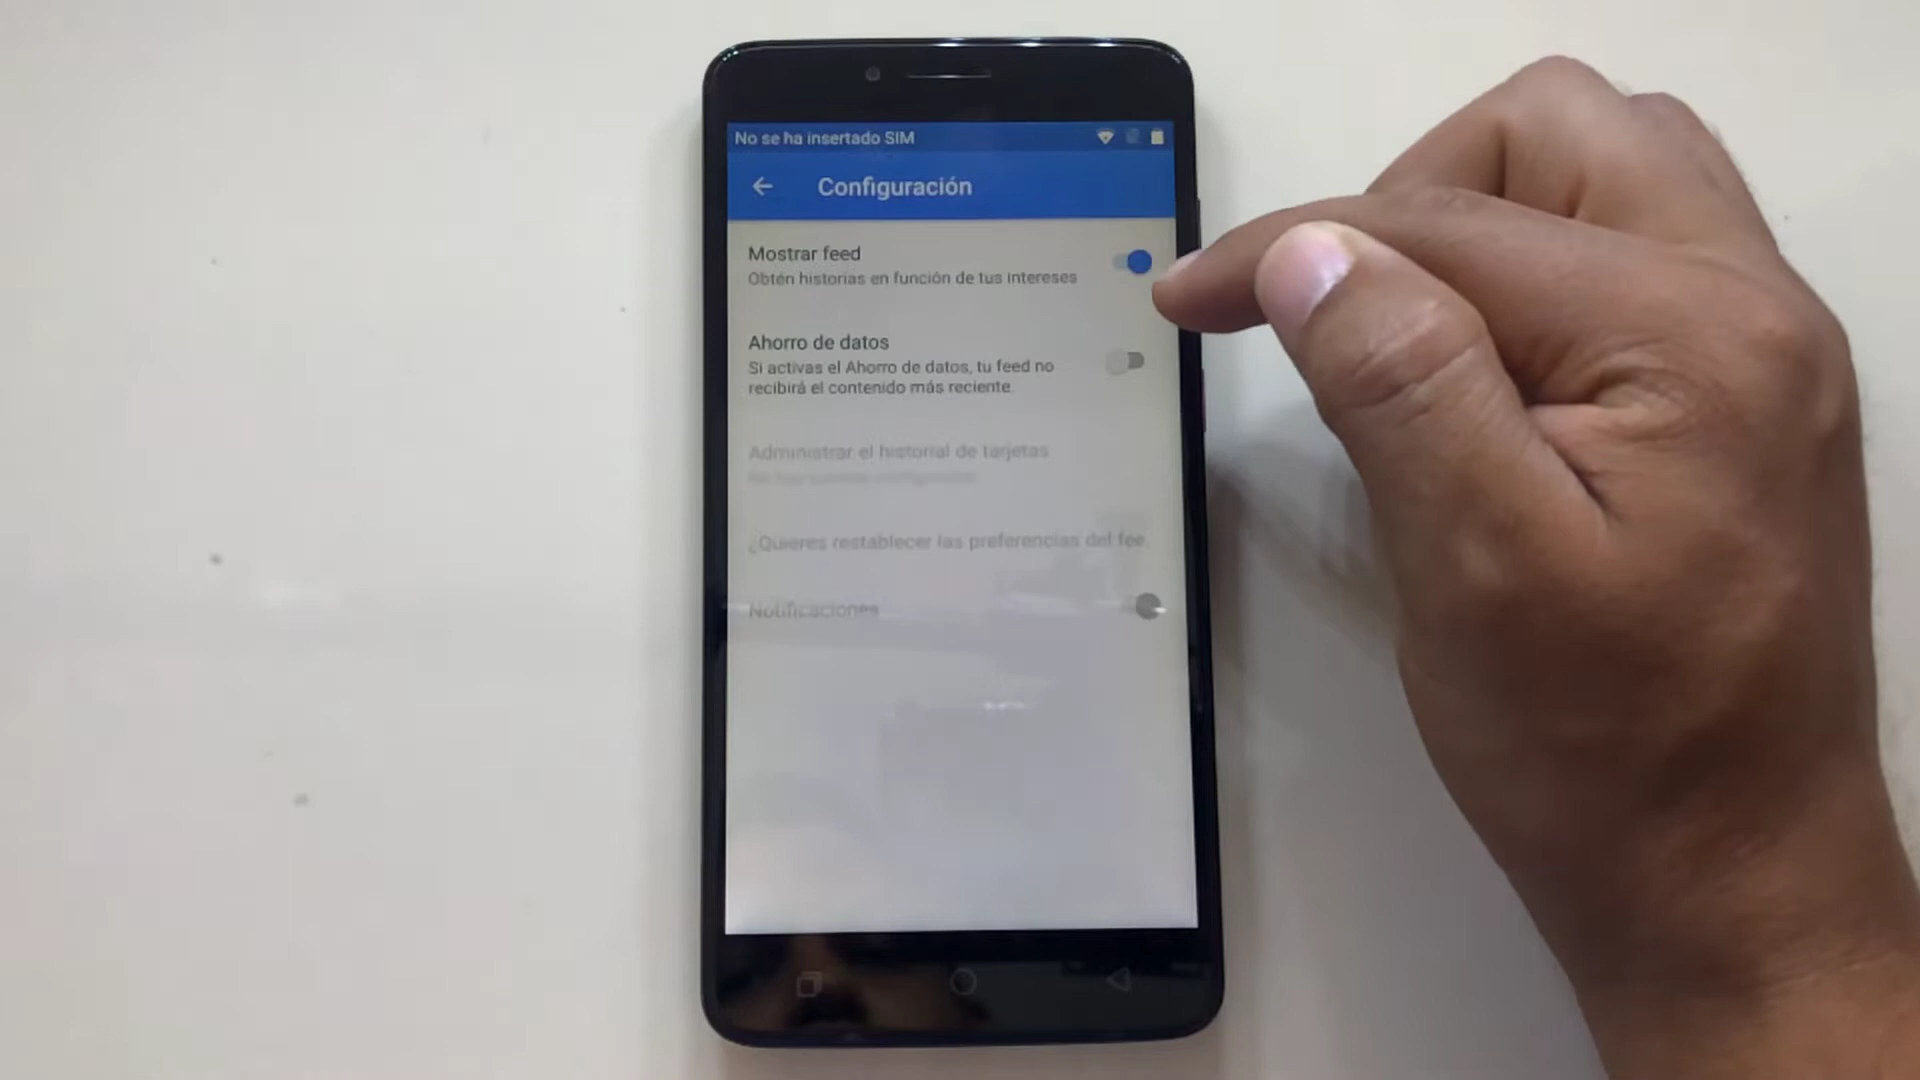 No se ha insertado SIM
Configuración
Mostrar feed
Obtén historias en función de tus intereses
Ahorro de datos
Si activas el Ahorro de datos, tu feed no
recibirá el contenido más reciente.
Administrar el historial de tarjetas
¿Quieres restablecer las preferencias del fee.
Notificaciones